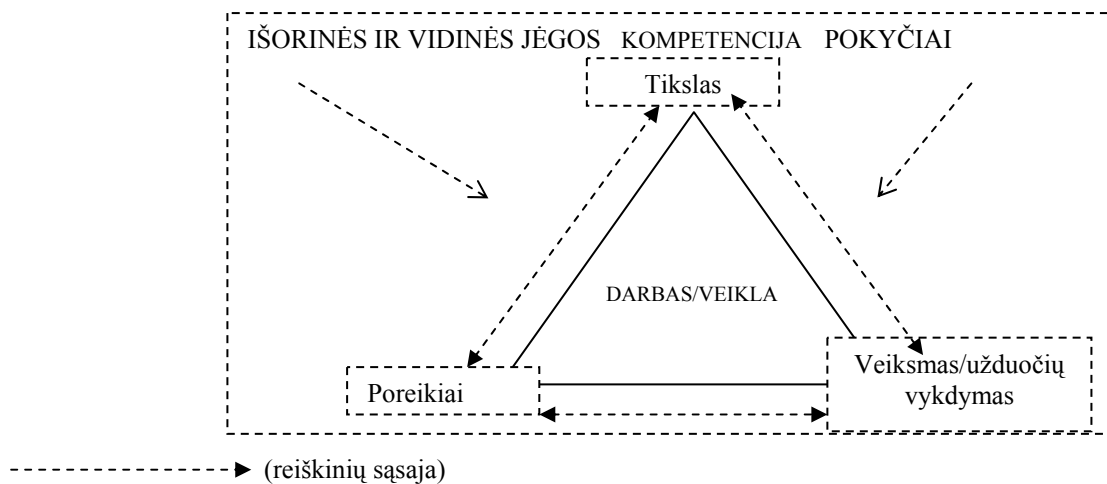 IŠORINĖS IR VIDINĖS JĖGOS KOMPETENCIJA POKYČIAI
Tikslas
DARBAS/VEIKLA
Poreikiai
Veiksmas/užduočių
vykdymas
(reiškinių sąsaja)